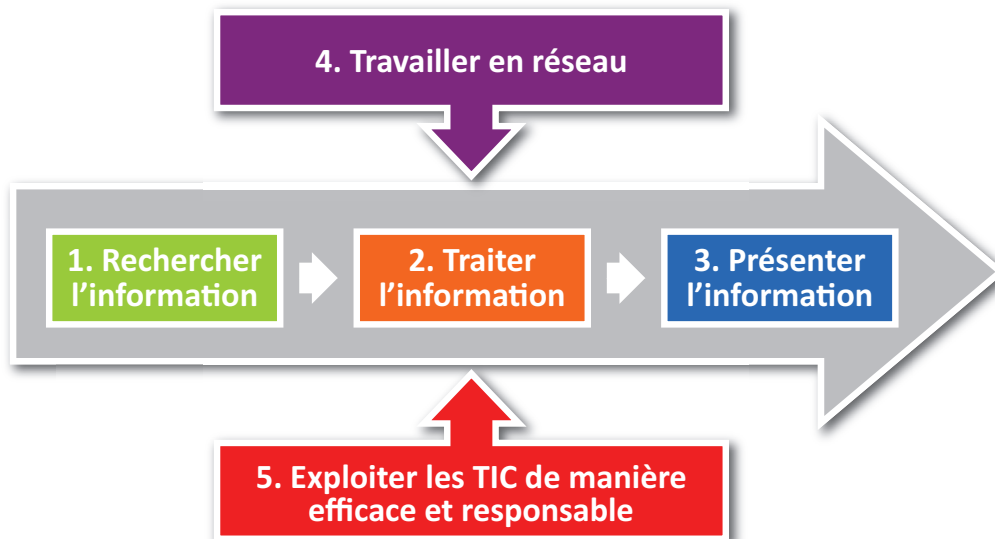 4. Travailler en réseau
1. Rechercher
l’information
2. Traiter
l’information
3. Présenter
l’information
5. Exploiter les TIC de manière
efficace et responsable